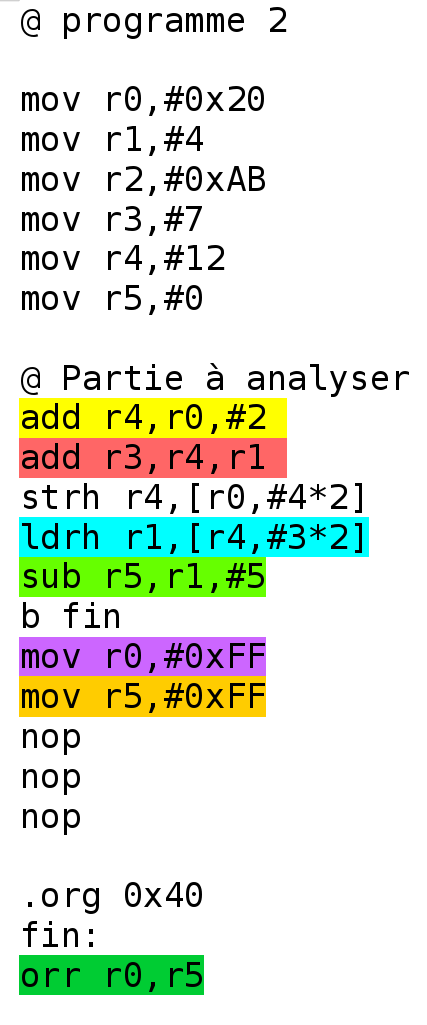 @ programme 2
mov r0,#0x20
mov r1,#4
mov r2,#0xAB
mov r3,#7
mov r4,#12
mov r5,#0
@ Partie à analyser
add r4,r0,#2
add r3,r4,r1
strh r4,[r0,#4*2]
ldrh r1,[r4,#3*2]
sub r5,r1,#5
b fin
mov r0,#0xFF
mov r5,#0xFF
nop
nop
nop
.org 0x40
fin:
orr r0,r5